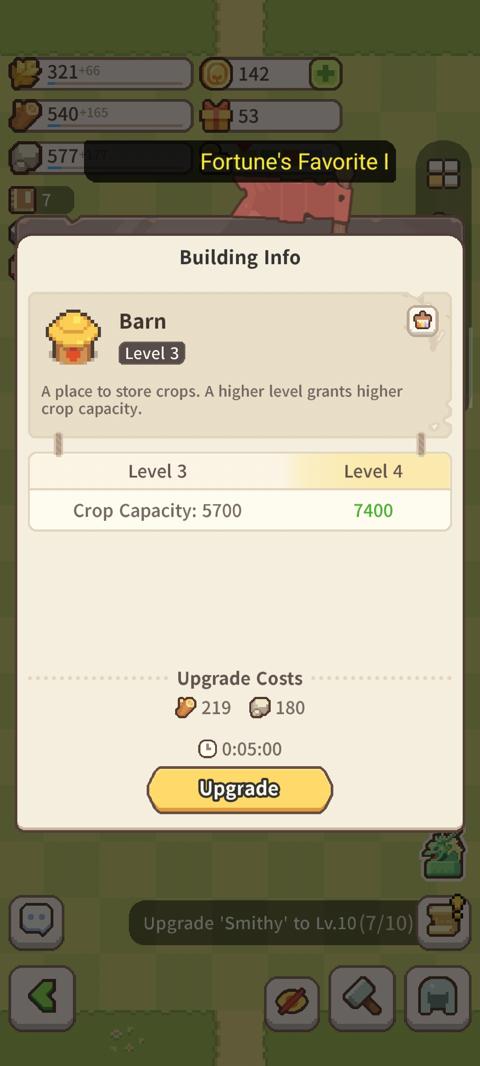 321+66
142
540+165
53
577+177
Fortune's Favorite I
7
Building Info
Barn
Level 3
A place to store crops. A higher level grants higher
crop capacity.
Level 3
Level 4
Crop Capacity: 5700
7400
Upgrade Costs
219
180
0:05:00
Upgrade
Upgrade 'Smithy' to Lv.10(7/10)